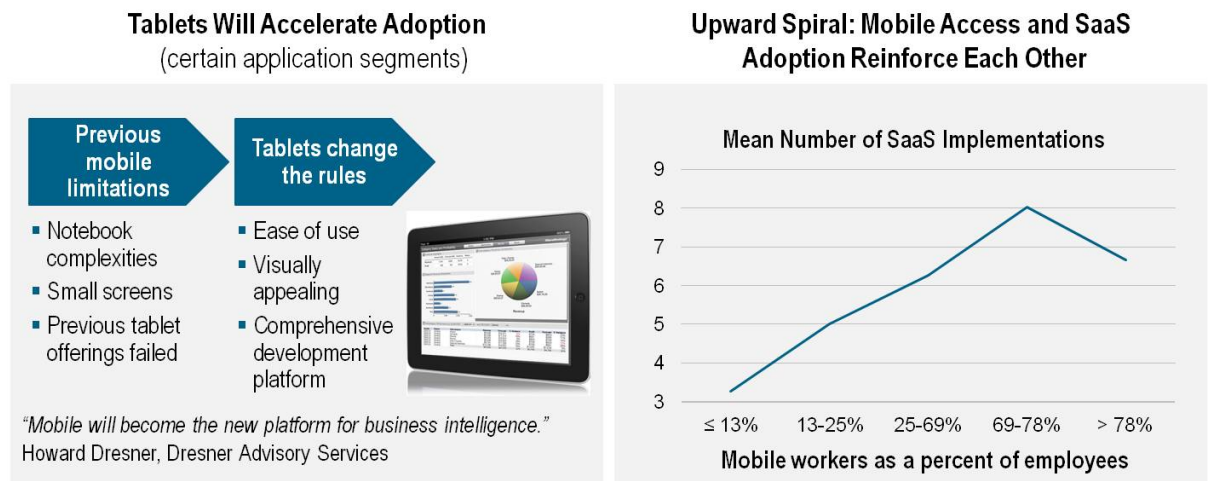 Tablets Will Accelerate Adoption
(certain application segments)
Previous
mobile
limitations
Tablets change
the rules
▪ Notebook
complexities
▪ Small screens
▪ Previous tablet
offerings failed
▪ Ease of use
▪ Visually
appealing
▪ Comprehensive
development
platform
“Mobile will become the new platform for business intelligence.”
Howard Dresner, Dresner Advisory Services
Upward Spiral: Mobile Access and SaaS
Adoption Reinforce Each Other
Mean Number of SaaS Implementations
9
8
7
6
5
4
3
≤ 13% 13-25% 25-69% 69-78% > 78%
Mobile workers as a percent of employees